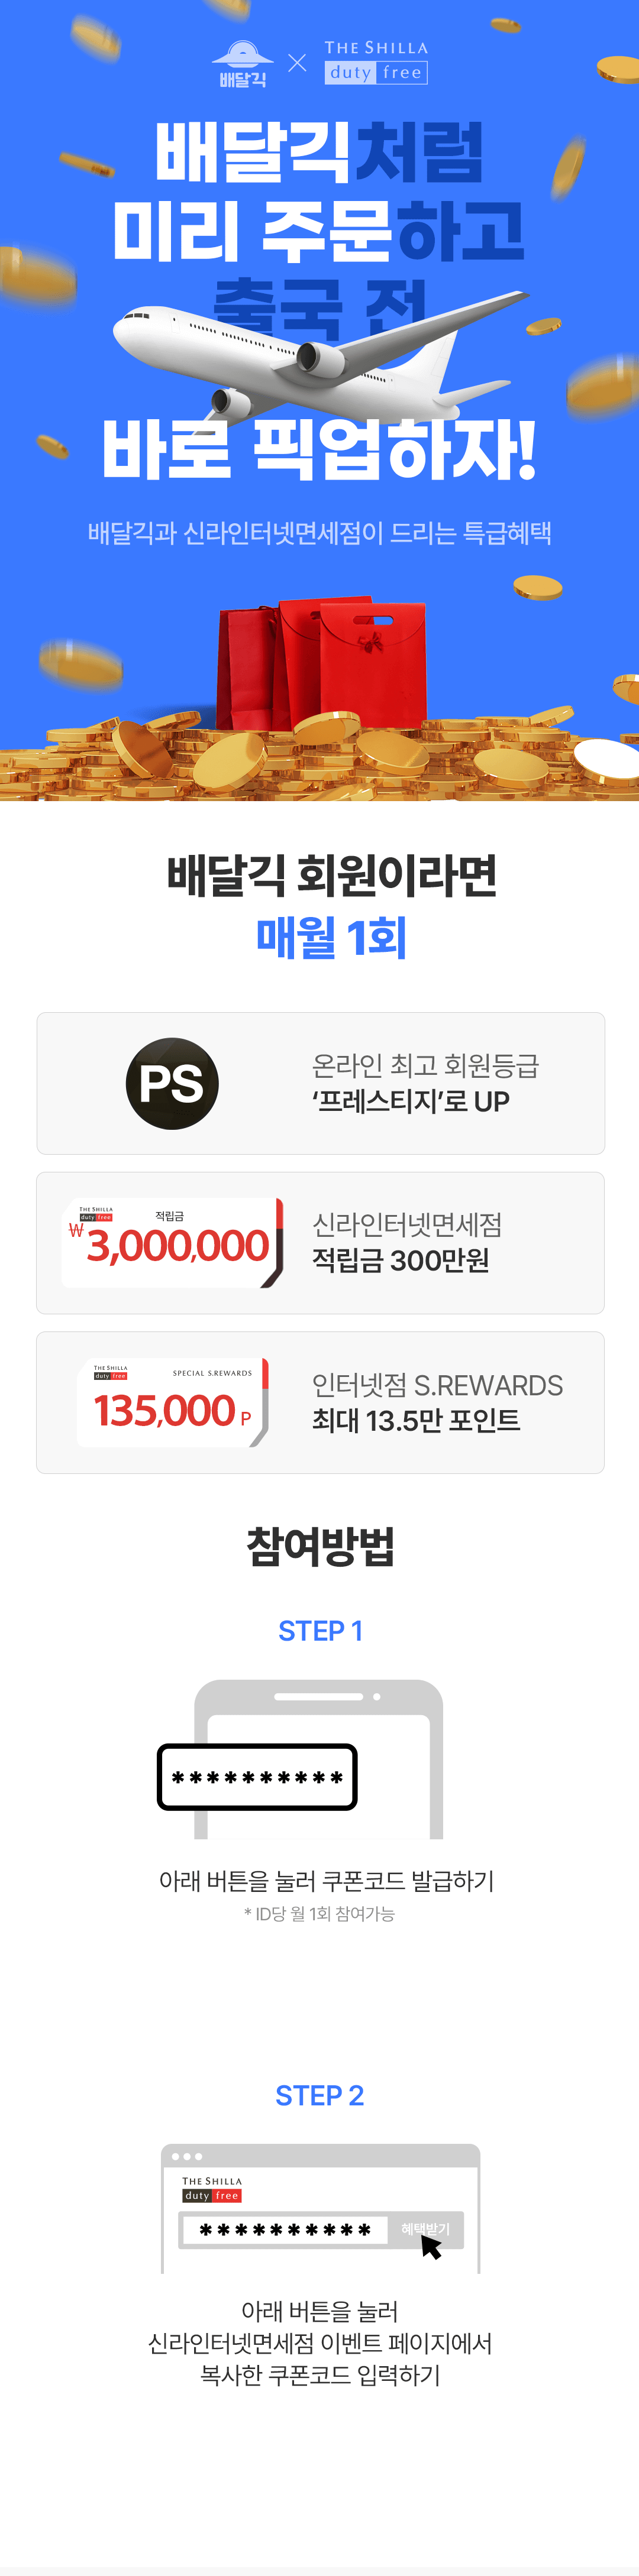 배달긱
THE SHILLA
duty free
배달긱처럼
미리 주문하고
출국 전
바로 픽업하자!
배달긱과 신라인터넷면세점이 드리는 특급혜택
배달긱 회원이라면
매월 1회
PS
온라인 최고 회원등급
‘프레스티지’로 UP
THE SHILLA
duty free
적립금
₩3,000,000
신라인터넷면세점
적립금 300만원
THE SHILLA
duty free
SPECIAL S.REWARDS
135,000 P
인터넷점 S.REWARDS
최대 13.5만 포인트
참여방법
STEP 1
**********
아래 버튼을 눌러 쿠폰코드 발급하기
* ID당 월 1회 참여가능
STEP 2
THE SHILLA
duty free
**********
혜택받기
아래 버튼을 눌러
신라인터넷면세점 이벤트 페이지에서
복사한 쿠폰코드 입력하기